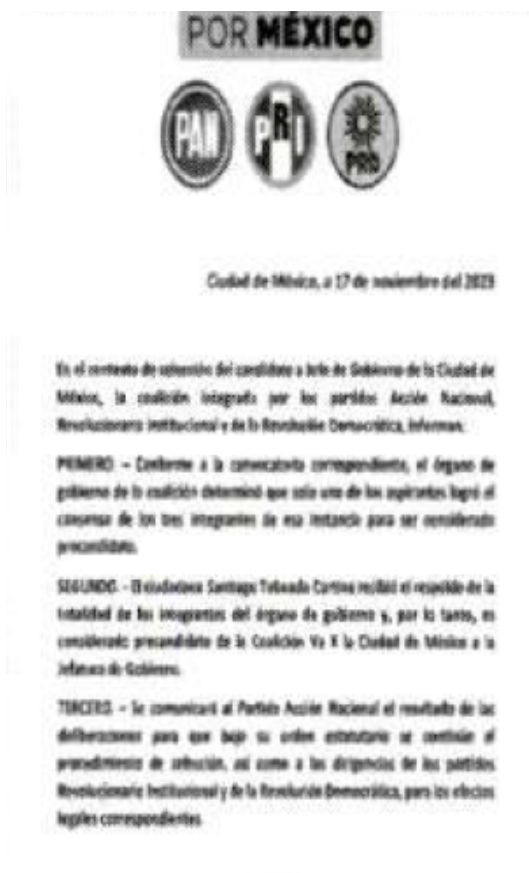 POR MÉXICO
PAN PRI PRD
Ciudad de México, a 17 de noviembre del 2023
En el contexto de selección del candidato a Jefe de Gobierno de la Ciudad de
México, la coalición integrada por los partidos Acción Nacional,
Revolucionario Institucional y de la Revolución Democrática, informan:
PRIMERO. – Conforme a la convocatoria correspondiente, el órgano de
gobierno de la coalición determinó que solo uno de los aspirantes logró el
consenso de los tres integrantes de esa instancia para ser considerado
precandidato.
SEGUNDO. – El ciudadano Santiago Taboada Cortina recibió el respaldo de la
totalidad de los integrantes del órgano de gobierno y, por lo tanto, es
considerado precandidato de la Coalición Va X la Ciudad de México a la
Jefatura de Gobierno.
TERCERO. – Se comunicará al Partido Acción Nacional el resultado de las
deliberaciones para que bajo su orden estatutario se continúe el
procedimiento de selección, así como a las dirigencias de los partidos
Revolucionario Institucional y de la Revolución Democrática, para los efectos
legales correspondientes.